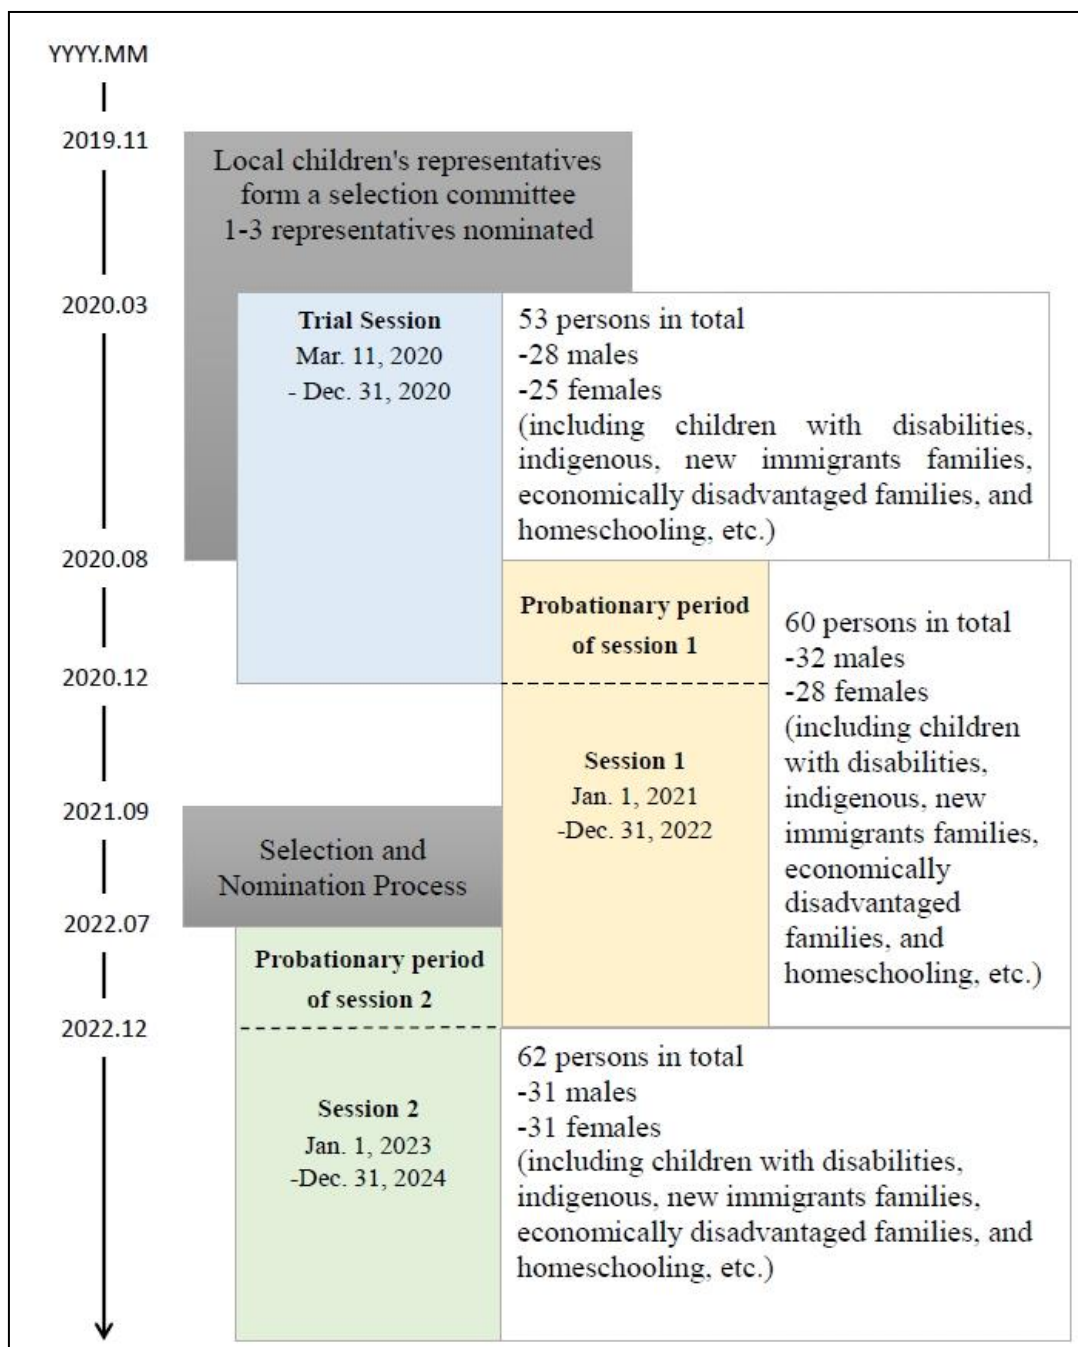 YYYY.MM
2019.11
Local children's representatives
form a selection committee
1-3 representatives nominated
2020.03
Trial Session
Mar. 11, 2020
- Dec. 31, 2020
53 persons in total
-28 males
-25 females
(including children with disabilities,
indigenous, new immigrants families,
economically disadvantaged families, and
homeschooling, etc.)
2020.08
Probationary period
of session 1
60 persons in total
-32 males
-28 females
(including children
with disabilities,
indigenous, new
immigrants families,
economically
disadvantaged
families, and
homeschooling, etc.)
2020.12
Session 1
Jan. 1, 2021
-Dec. 31, 2022
2021.09
Selection and
Nomination Process
2022.07
Probationary period
of session 2
2022.12
Session 2
Jan. 1, 2023
-Dec. 31, 2024
62 persons in total
-31 males
-31 females
(including children with disabilities,
indigenous, new immigrants families,
economically disadvantaged families, and
homeschooling, etc.)